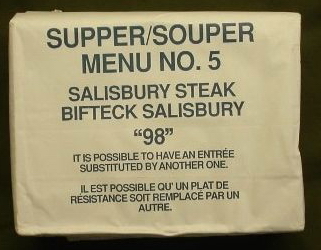 SUPPER/SOUPER
MENU NO. 5
SALISBURY STEAK
BIFTECK SALISBURY
“98”
IT IS POSSIBLE TO HAVE AN ENTRÉE
SUBSTITUTED BY ANOTHER ONE.
IL EST POSSIBLE QU' UN PLAT DE
RÉSISTANCE SOIT REMPLACÉ PAR UN
AUTRE.